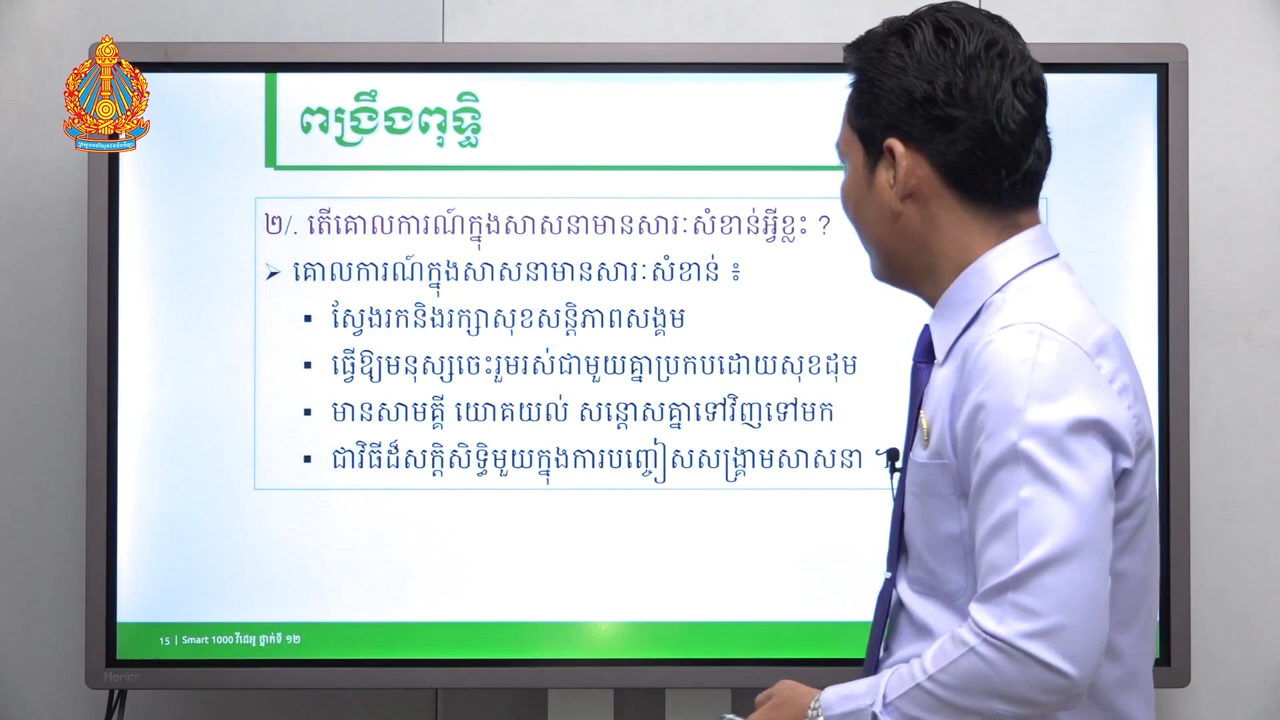 ពង្រឹងពុទ្ធិ
២/. តើគោលការណ៍ក្នុងសាសនាមានសារៈសំខាន់អ្វីខ្លះ ?
➢ គោលការណ៍ក្នុងសាសនាមានសារៈសំខាន់ ៖
▪ ស្វែងរកនិងរក្សាសុខសន្តិភាពសង្គម
▪ ធ្វើឱ្យមនុស្សចេះរួមរស់ជាមួយគ្នាប្រកបដោយសុខដុម
▪ មានសាមគ្គី យោគយល់ សន្តោសគ្នាទៅវិញទៅមក
▪ ជាវិធីដ៏សក្តិសិទ្ធិមួយក្នុងការបញ្ចៀសសង្គ្រាមសាសនា ។
15 | Smart 1000 វីដេអូ ថ្នាក់ទី ១២
Horion